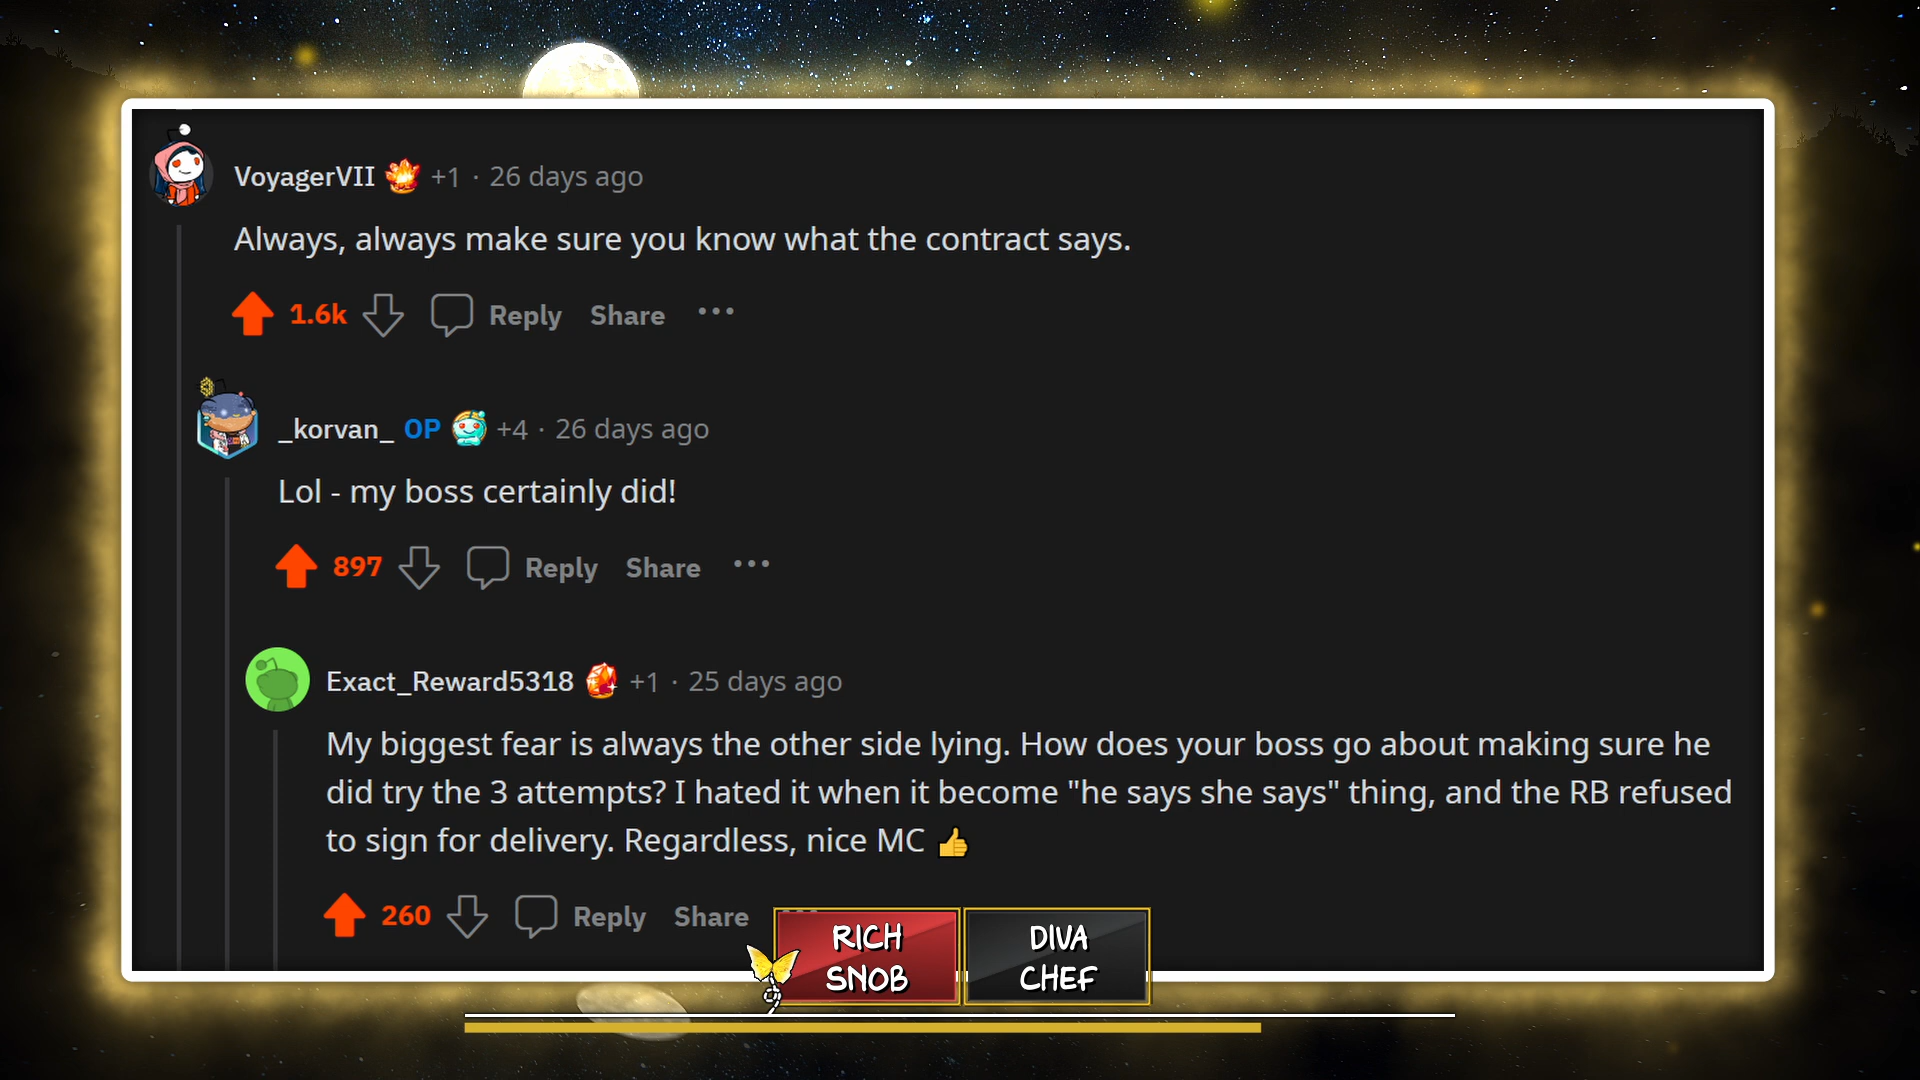 VoyagerVII +1 · 26 days ago
Always, always make sure you know what the contract says.
1.6k Reply Share ...
_korvan_ OP +4 · 26 days ago
Lol - my boss certainly did!
897 Reply Share ...
Exact_Reward5318 +1 · 25 days ago
My biggest fear is always the other side lying. How does your boss go about making sure he
did try the 3 attempts? I hated it when it become "he says she says" thing, and the RB refused
to sign for delivery. Regardless, nice MC 👍
260 Reply Share
RICH
SNOB
DIVA
CHEF